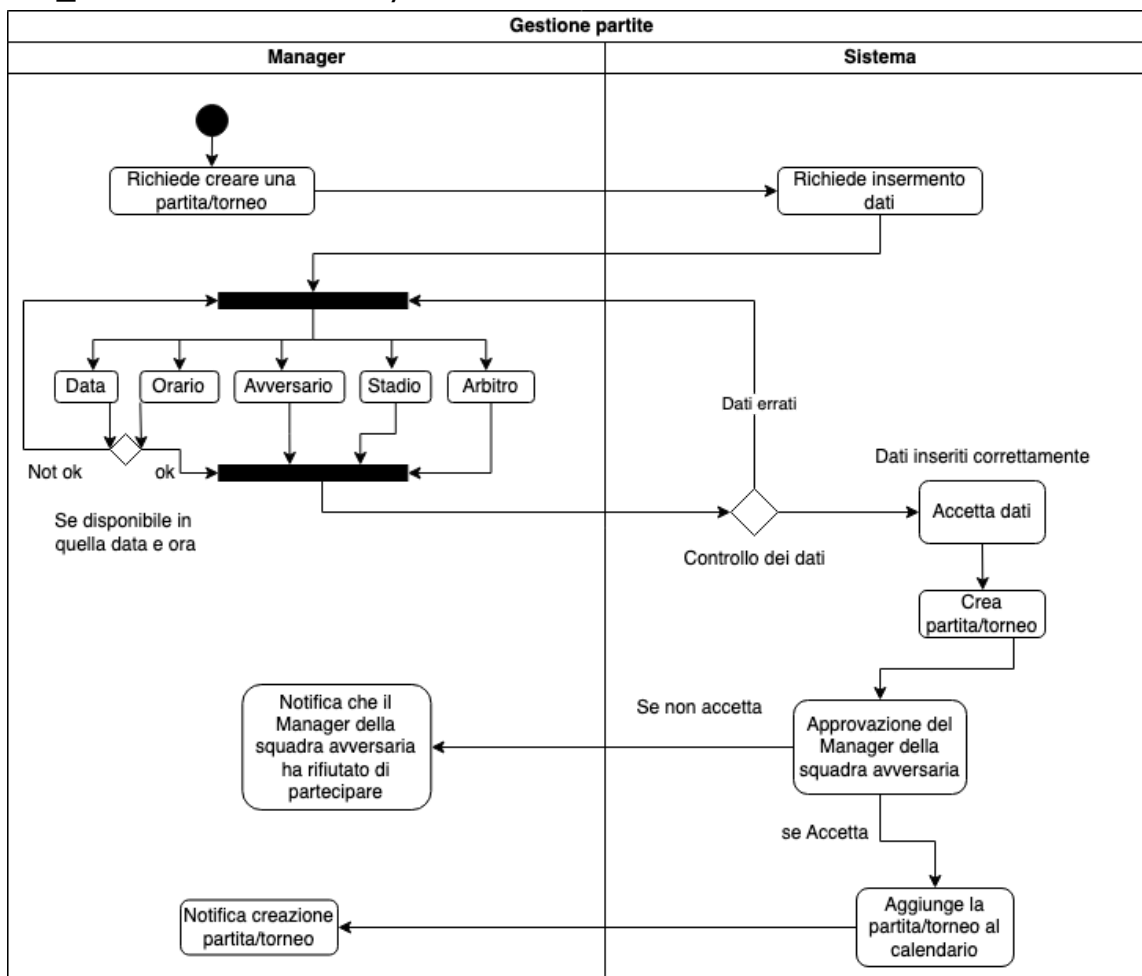 Gestione partite
Manager
Sistema
Richiede creare una
partita/torneo
Richiede insermento
dati
Data
Orario
Avversario
Stadio
Arbitro
Dati errati
Not ok
ok
Dati inseriti correttamente
Se disponibile in
quella data e ora
Accetta dati
Controllo dei dati
Crea
partita/torneo
Notifica che il
Manager della
squadra avversaria
ha rifiutato di
partecipare
Se non accetta
Approvazione del
Manager della
squadra avversaria
se Accetta
Notifica creazione
partita/torneo
Aggiunge la
partita/torneo al
calendario